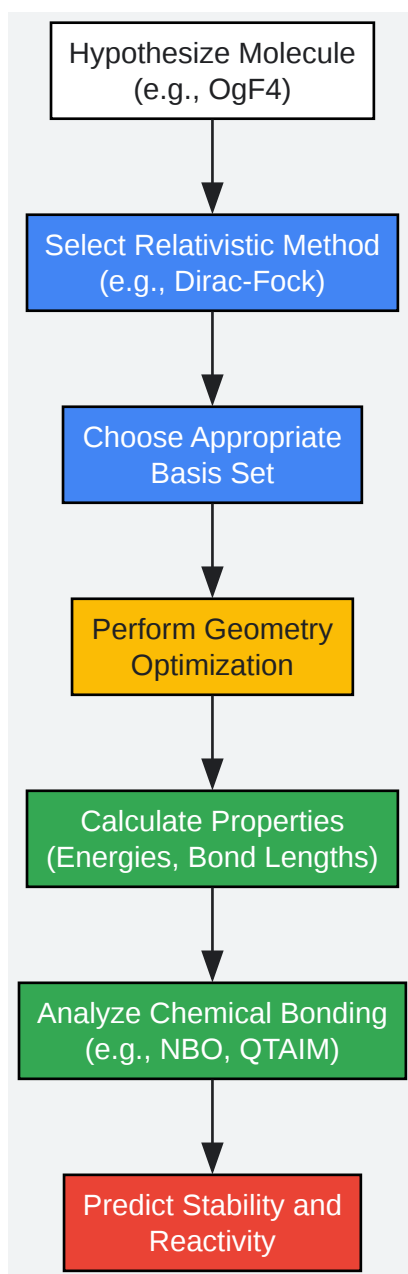 Hypothesize Molecule
(e.g., OgF4)
Select Relativistic Method
(e.g., Dirac-Fock)
Choose Appropriate
Basis Set
Perform Geometry
Optimization
Calculate Properties
(Energies, Bond Lengths)
Analyze Chemical Bonding
(e.g., NBO, QTAIM)
Predict Stability and
Reactivity